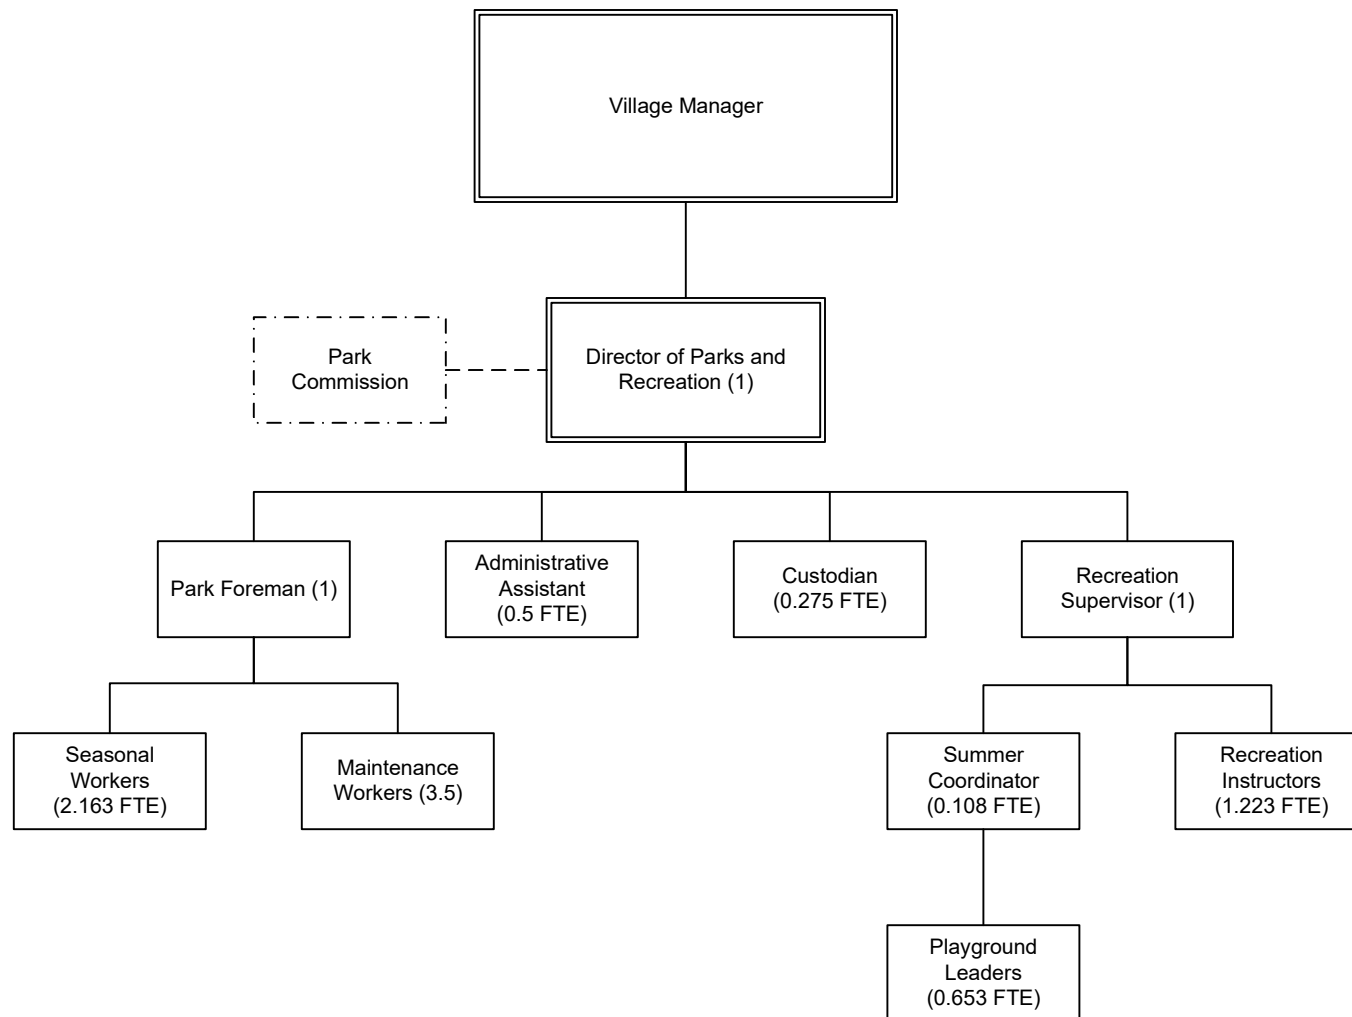 Village Manager
Park
Commission
Director of Parks and
Recreation (1)
Park Foreman (1)
Administrative
Assistant
(0.5 FTE)
Custodian
(0.275 FTE)
Recreation
Supervisor (1)
Seasonal
Workers
(2.163 FTE)
Maintenance
Workers (3.5)
Summer
Coordinator
(0.108 FTE)
Recreation
Instructors
(1.223 FTE)
Playground
Leaders
(0.653 FTE)